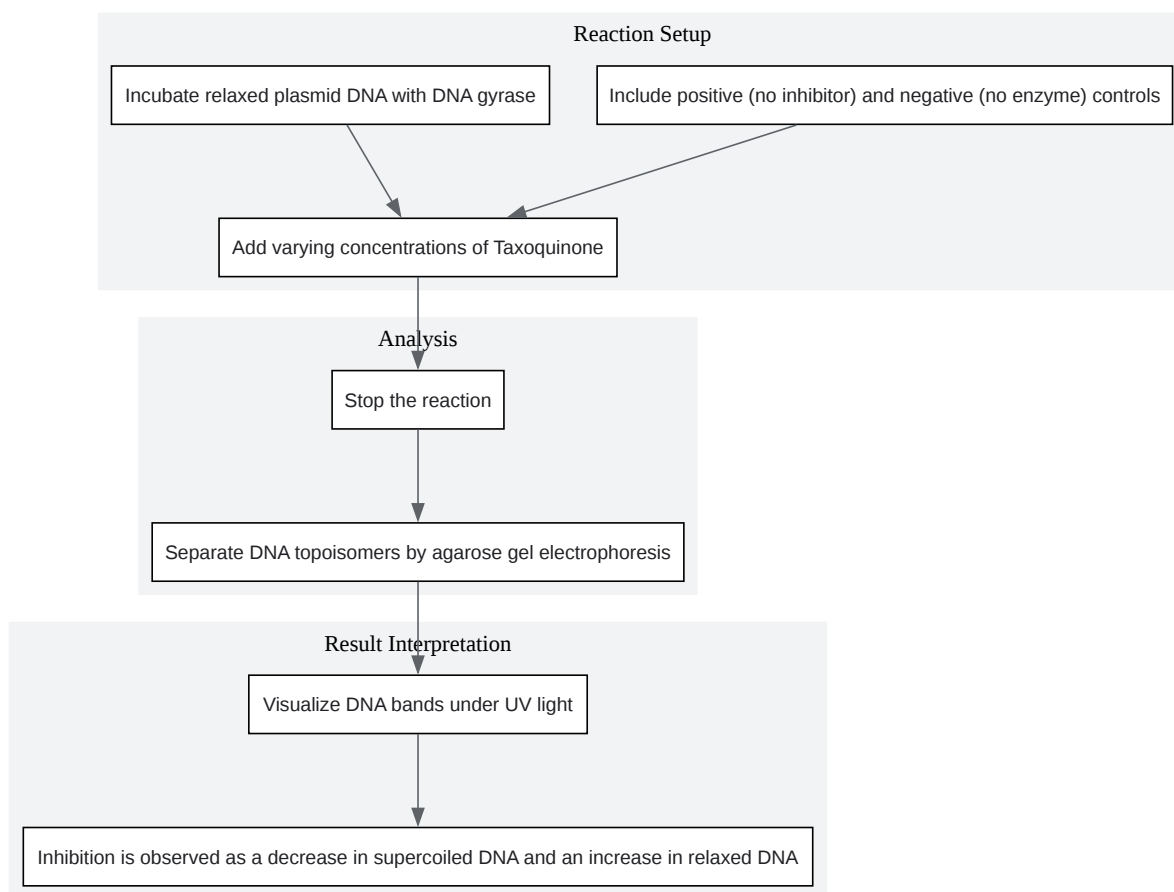 Reaction Setup
Incubate relaxed plasmid DNA with DNA gyrase
Include positive (no inhibitor) and negative (no enzyme) controls
Add varying concentrations of Taxoquinone
Analysis
Stop the reaction
Separate DNA topoisomers by agarose gel electrophoresis
Result Interpretation
Visualize DNA bands under UV light
Inhibition is observed as a decrease in supercoiled DNA and an increase in relaxed DNA